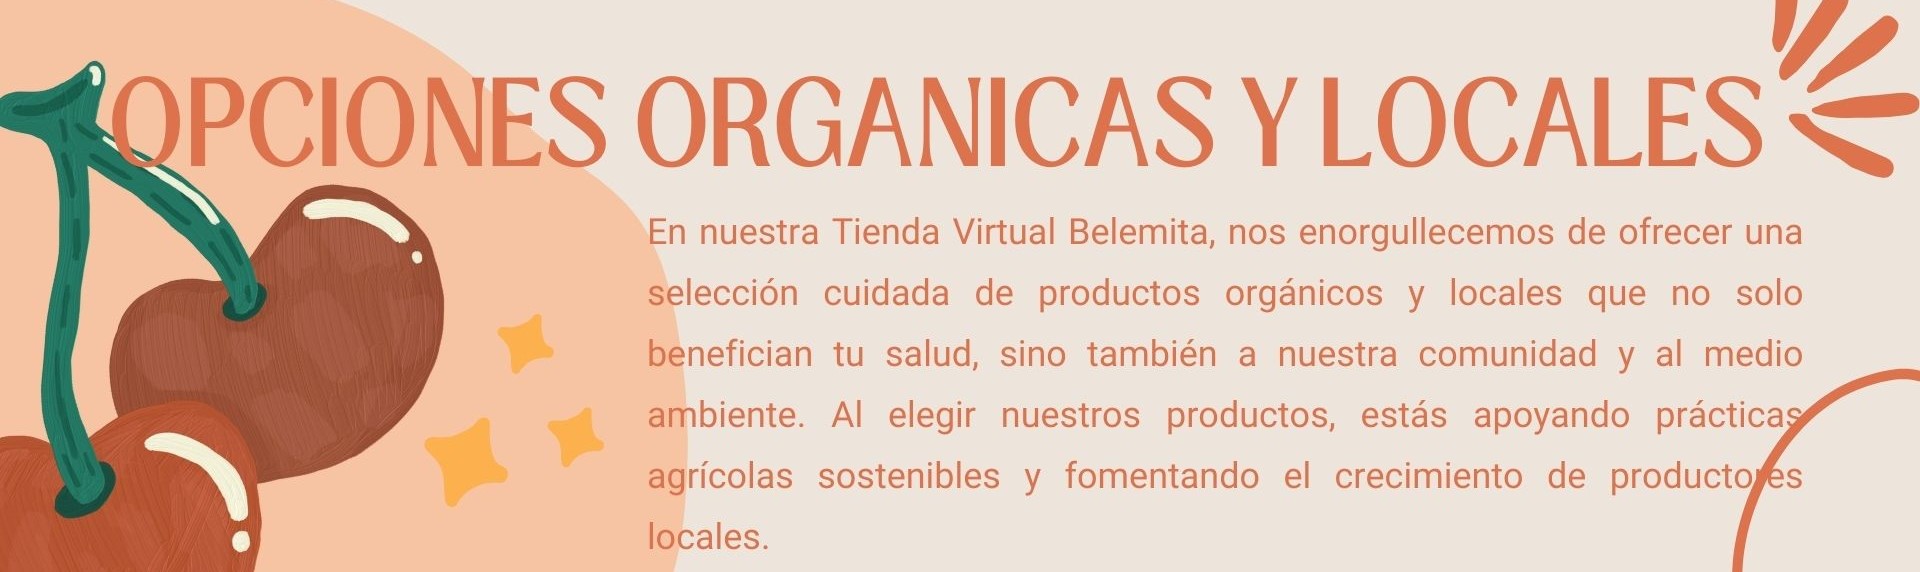 OPCIONES ORGANICAS Y LOCALES
En nuestra Tienda Virtual Belemita, nos enorgullecemos de ofrecer una
selección cuidada de productos orgánicos y locales que no solo
benefician tu salud, sino también a nuestra comunidad y al medio
ambiente. Al elegir nuestros productos, estás apoyando prácticas
agrícolas sostenibles y fomentando el crecimiento de productores
locales.